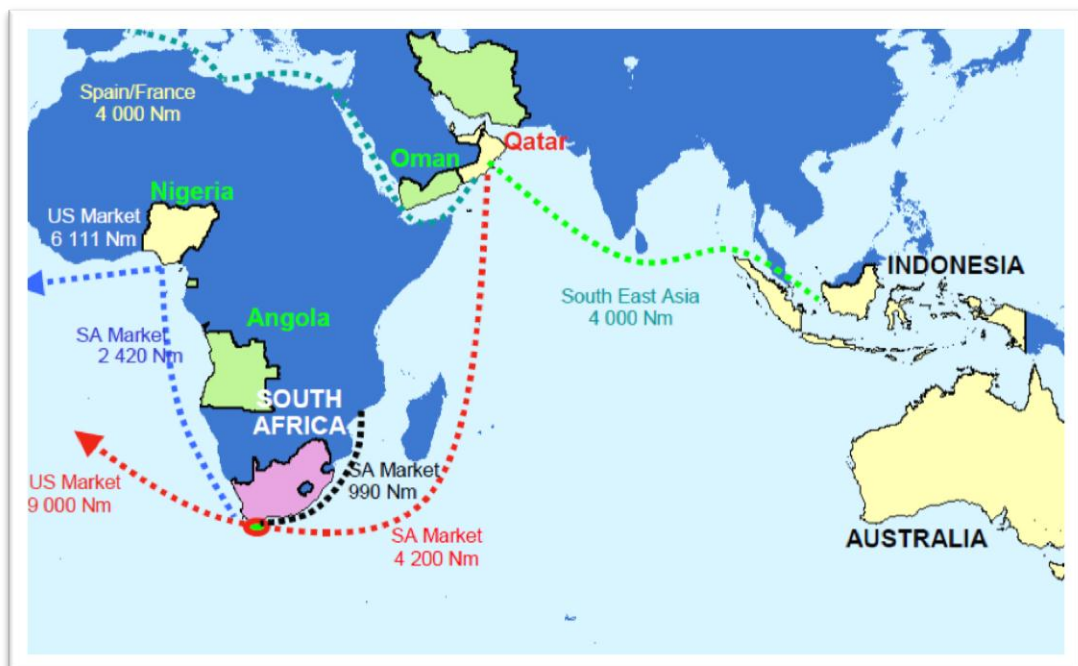 Spain/France
4 000 Nm
Qatar
Oman
Nigeria
US Market
6 111 Nm
INDONESIA
South East Asia
4 000 Nm
Angola
SA Market
2 420 Nm
SOUTH
AFRICA
SA Market
990 Nm
US Market
9 000 Nm
SA Market
4 200 Nm
AUSTRALIA